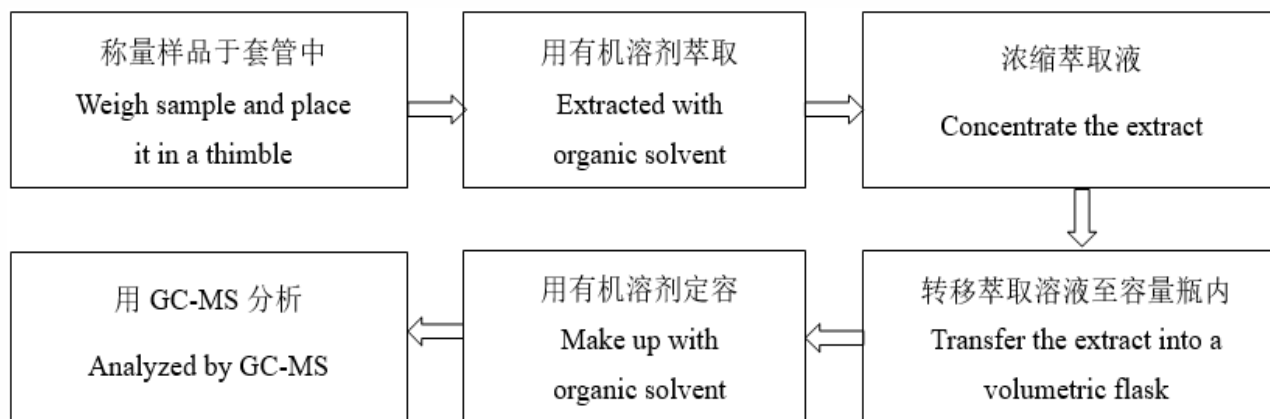 称量样品于套管中
Weigh sample and place
it in a thimble
用有机溶剂萃取
Extracted with
organic solvent
浓缩萃取液
Concentrate the extract
转移萃取溶液至容量瓶内
Transfer the extract into a
volumetric flask
用有机溶剂定容
Make up with
organic solvent
用 GC-MS 分析
Analyzed by GC-MS